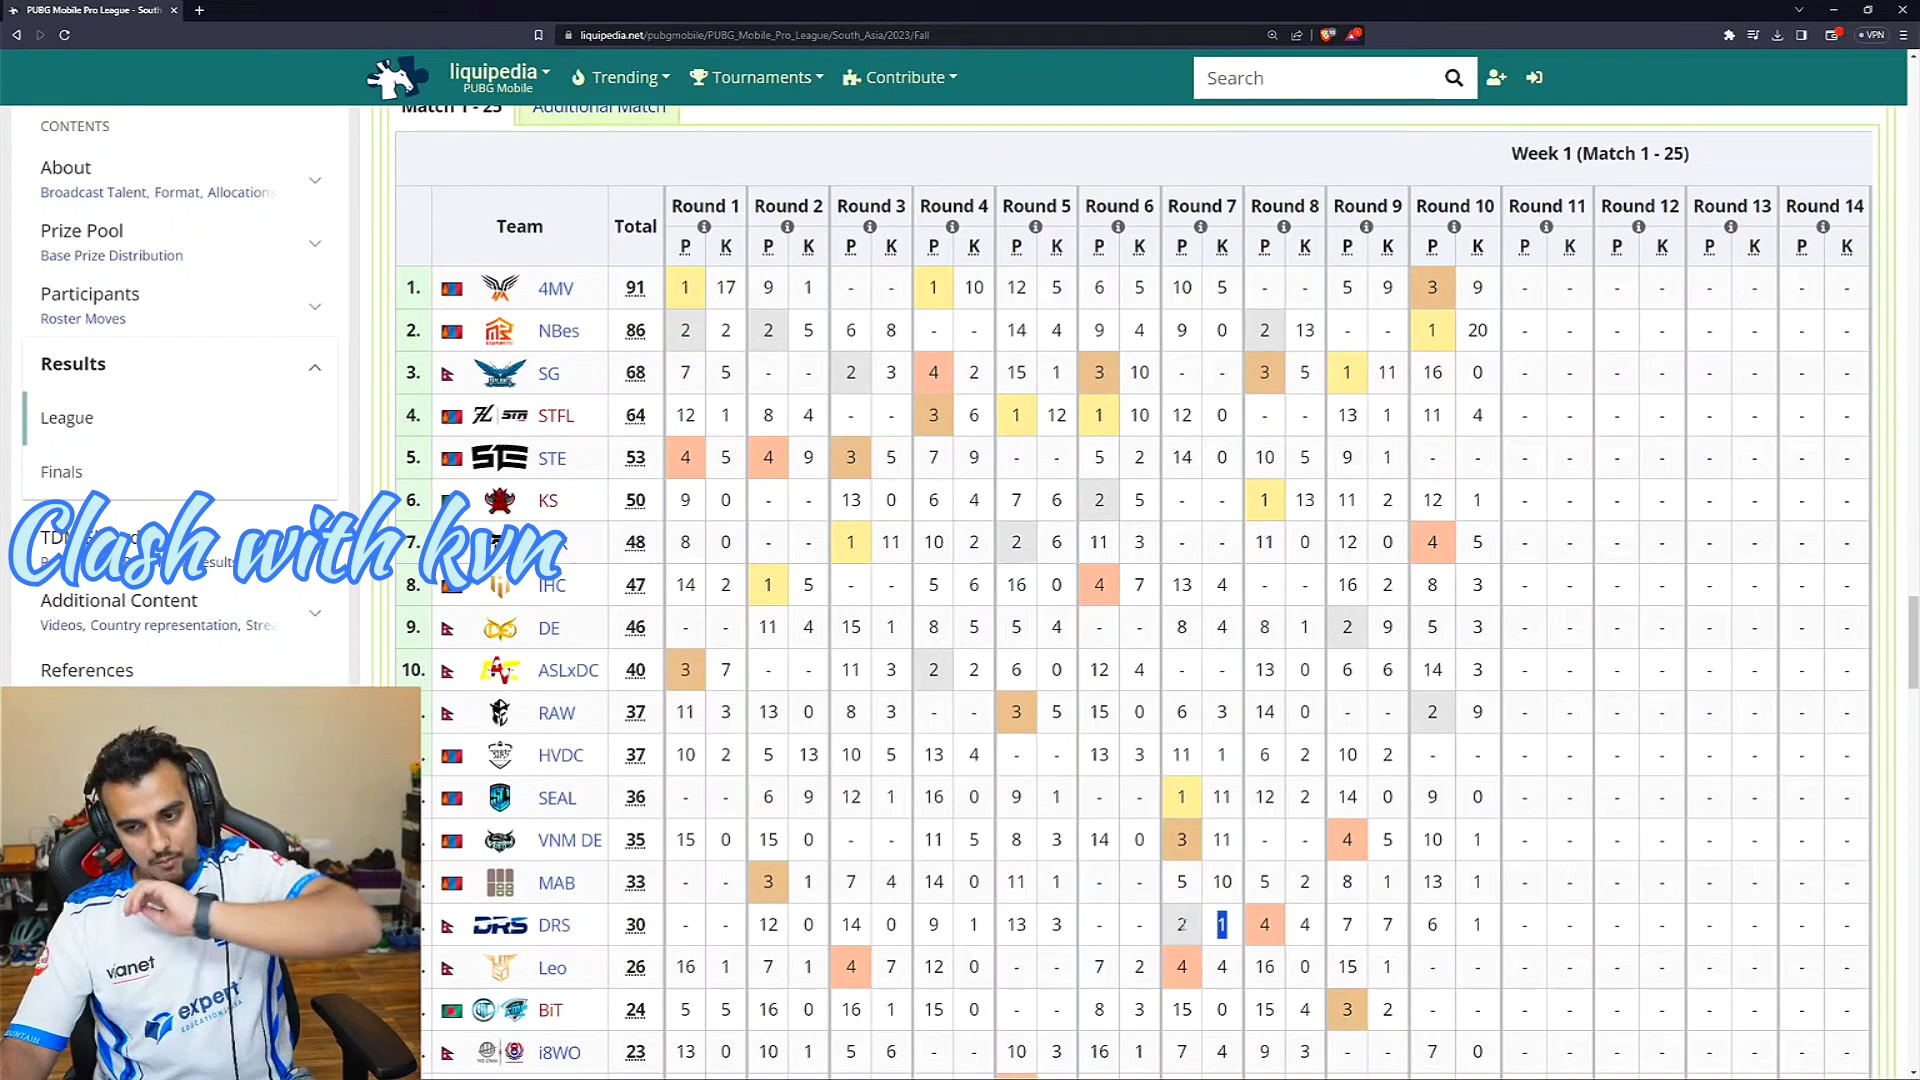 PUBG Mobile Pro League - South
liquipedia.net/pubgmobile/PUBG_Mobile_Pro_League/South_Asia/2023/Fall
VPN
liquipedia
PUBG Mobile
Trending
Tournaments
Contribute
Search
Match 1 - 25
Additional Match
CONTENTS
About
Broadcast Talent, Format, Allocations
Prize Pool
Base Prize Distribution
Participants
Roster Moves
Results
League
Finals
Additional Content
Videos, Country representation, Strea
References
Clash with kvn
Week 1 (Match 1 - 25)
Team Total Round 1 Round 2 Round 3 Round 4 Round 5 Round 6 Round 7 Round 8 Round 9 Round 10 Round 11 Round 12 Round 13 Round 14
P K P K P K P K P K P K P K P K P K P K P K P K P K P K
1. 4MV 91 1 17 9 1 - - 1 10 12 5 6 5 10 5 - - 5 9 3 9 - - - - - - - -
2. NBes 86 2 2 2 5 6 8 - - 14 4 9 4 9 0 2 13 - - 1 20 - - - - - - - -
3. SG 68 7 5 - - 2 3 4 2 15 1 3 10 - - 3 5 1 11 16 0 - - - - - - - -
4. STFL 64 12 1 8 4 - - 3 6 1 12 1 10 12 0 - - 13 1 11 4 - - - - - - - -
5. STE 53 4 5 4 9 3 5 7 9 - - 5 2 14 0 10 5 9 1 - - - - - - - - - -
6. KS 50 9 0 - - 13 0 6 4 7 6 2 5 - - 1 13 11 2 12 1 - - - - - - - -
7. 48 8 0 - - 1 11 10 2 2 6 11 3 - - 11 0 12 0 4 5 - - - - - - - -
8. IHC 47 14 2 1 5 - - 5 6 16 0 4 7 13 4 - - 16 2 8 3 - - - - - - - -
9. DE 46 - - 11 4 15 1 8 5 5 4 - - 8 4 8 1 2 9 5 3 - - - - - - - -
10. ASLxDC 40 3 7 - - 11 3 2 2 6 0 12 4 - - 13 0 6 6 14 3 - - - - - - - -
RAW 37 11 3 13 0 8 3 - - 3 5 15 0 6 3 14 0 - - 2 9 - - - - - - - -
HVDC 37 10 2 5 13 10 5 13 4 - - 13 3 11 1 6 2 10 2 - - - - - - - - - -
SEAL 36 - - 6 9 12 1 16 0 9 1 - - 1 11 12 2 14 0 9 0 - - - - - - - -
VNM DE 35 15 0 15 0 - - 11 5 8 3 14 0 3 11 - - 4 5 10 1 - - - - - - - -
MAB 33 - - 3 1 7 4 14 0 11 1 - - 5 10 5 2 8 1 13 1 - - - - - - - -
DRS DRS 30 - - 12 0 14 0 9 1 13 3 - - 2 1 4 4 7 7 6 1 - - - - - - - -
Leo 26 16 1 7 1 4 7 12 0 - - 7 2 4 4 16 0 15 1 - - - - - - - - - -
BiT 24 5 5 16 0 16 1 15 0 - - 8 3 15 0 15 4 3 2 - - - - - - - - - -
i8WO 23 13 0 10 1 5 6 - - 10 3 16 1 7 4 9 3 - - 7 0 - - - - - - - -
vianet
expert